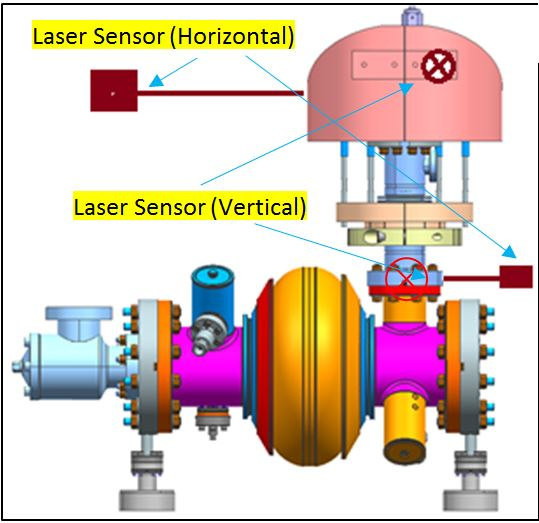 Laser Sensor (Horizontal)
Laser Sensor (Vertical)